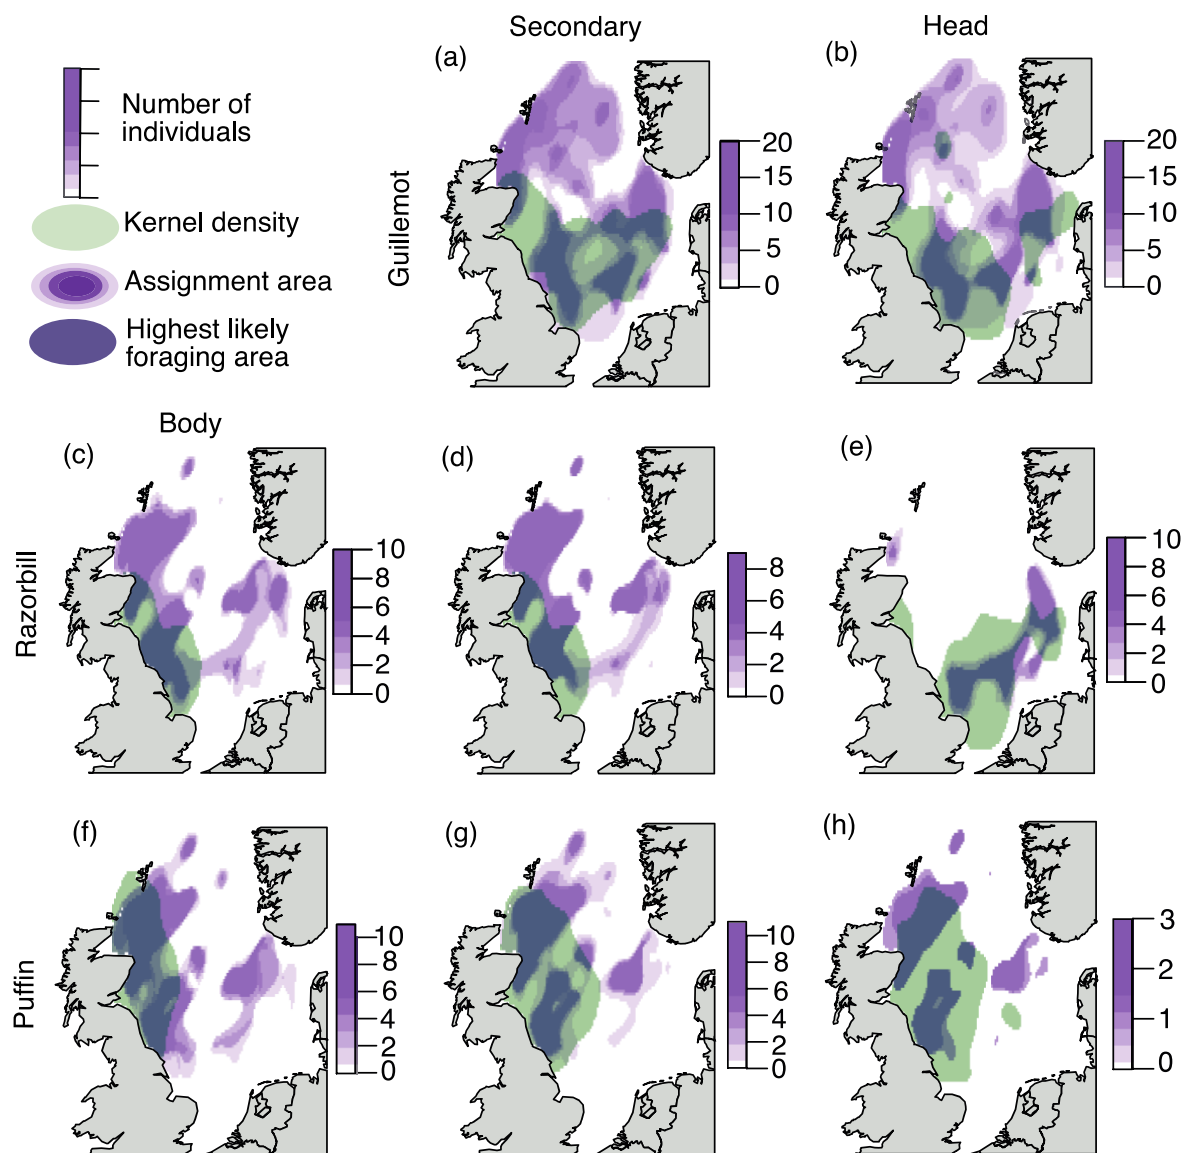 Secondary
Head
(a)
(b)
Number of
individuals
Kernel density
Assignment area
Highest likely
foraging area
Guillemot
20
15
10
5
0
20
15
10
5
0
Body
(c)
(d)
(e)
Razorbill
10
8
6
4
2
0
8
6
4
2
0
10
8
6
4
2
0
(f)
(g)
(h)
Puffin
10
8
6
4
2
0
10
8
6
4
2
0
3
2
1
0